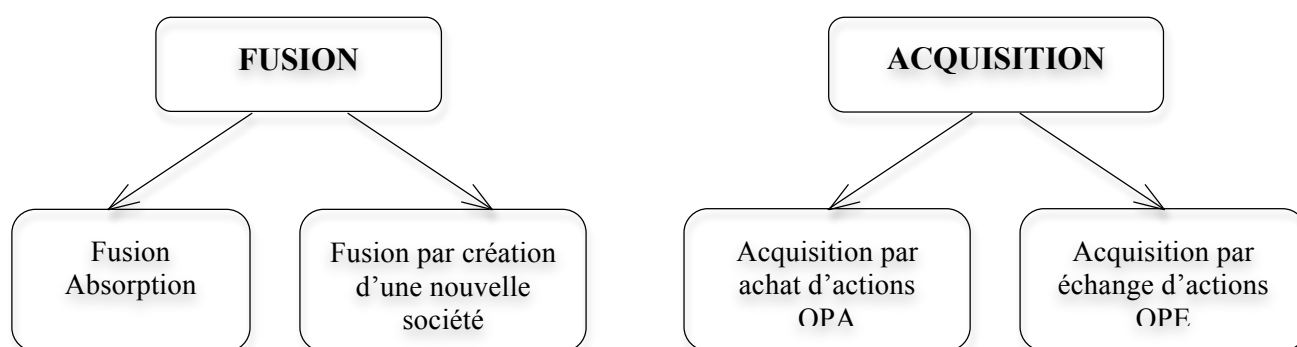 FUSION
ACQUISITION
Fusion
Absorption
Fusion par création
d’une nouvelle
société
Acquisition par
achat d’actions
OPA
Acquisition par
échange d’actions
OPE